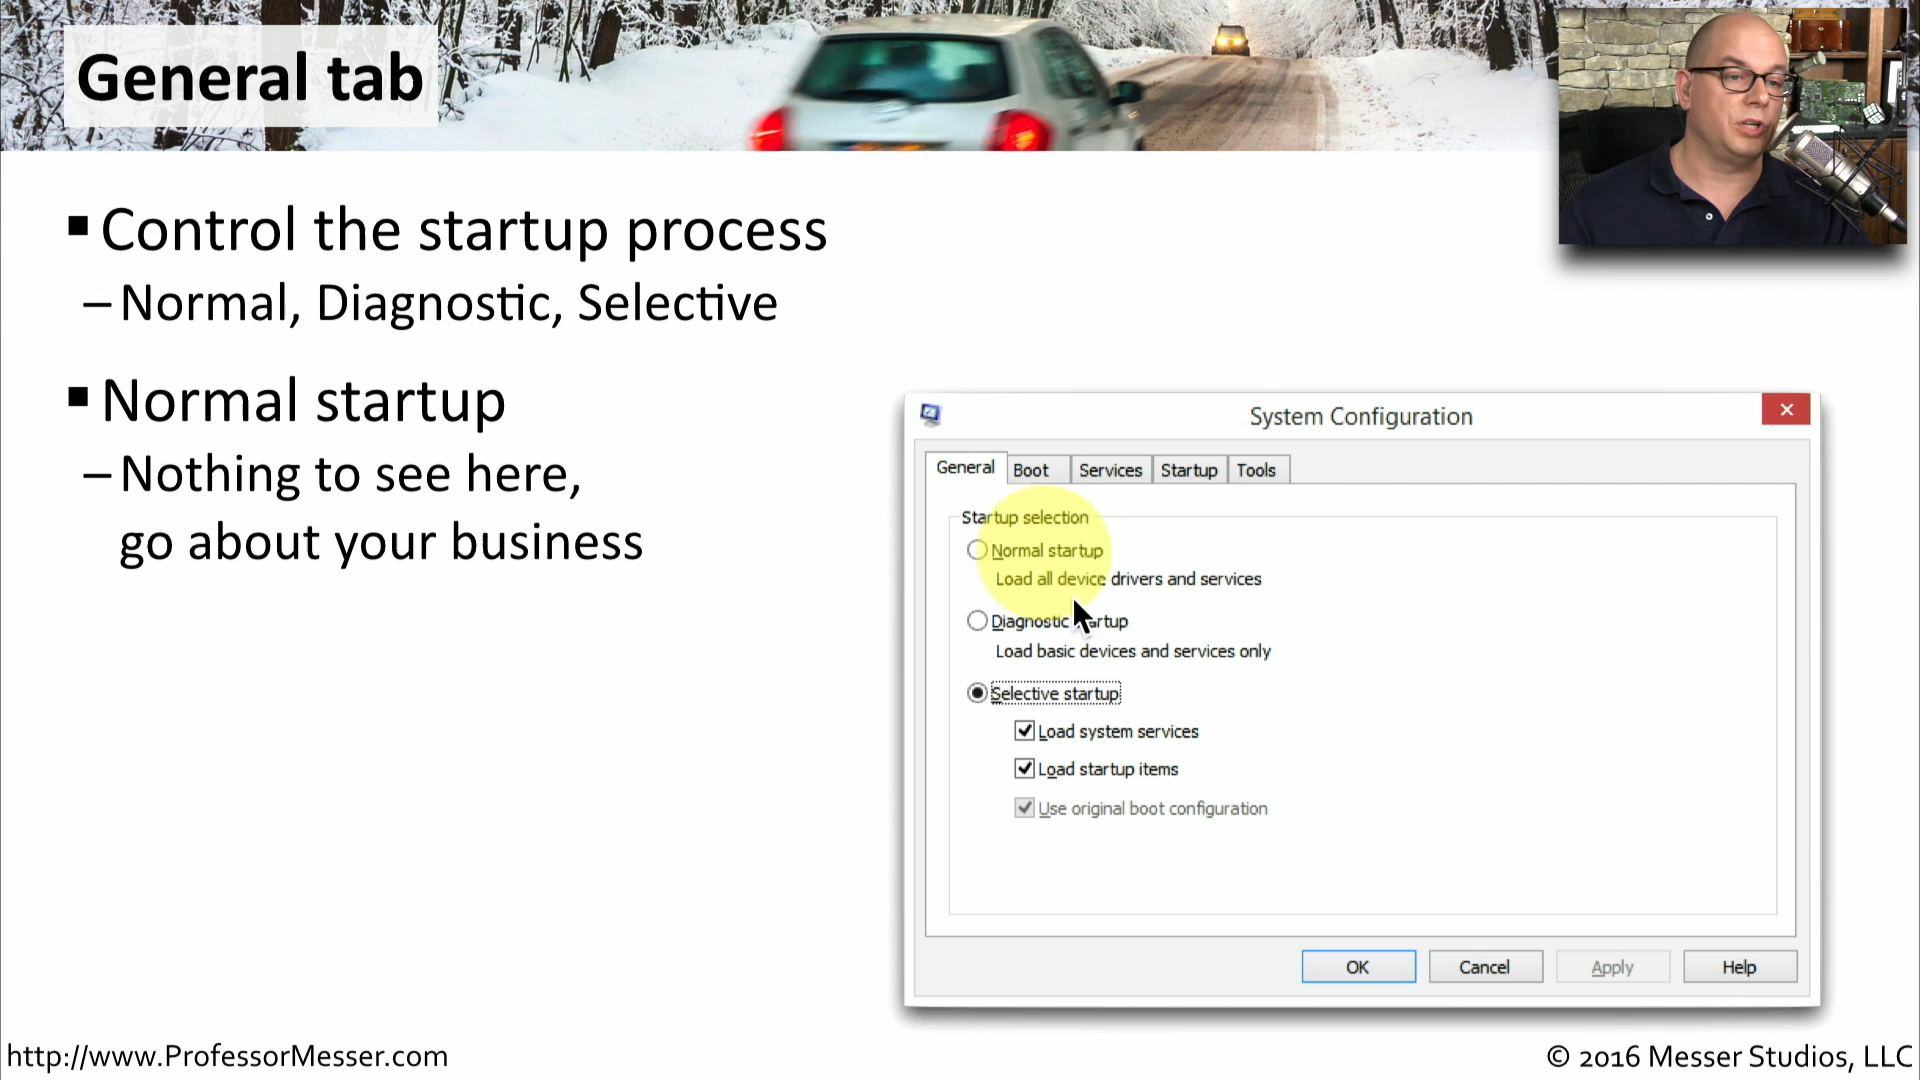 General tab
▪ Control the startup process
– Normal, Diagnostic, Selective
▪ Normal startup
– Nothing to see here,
go about your business
System Configuration
General Boot Services Startup Tools
Startup selection
Normal startup
Load all device drivers and services
Diagnostic startup
Load basic devices and services only
Selective startup
Load system services
Load startup items
Use original boot configuration
OK Cancel Apply Help
http://www.ProfessorMesser.com
© 2016 Messer Studios, LLC